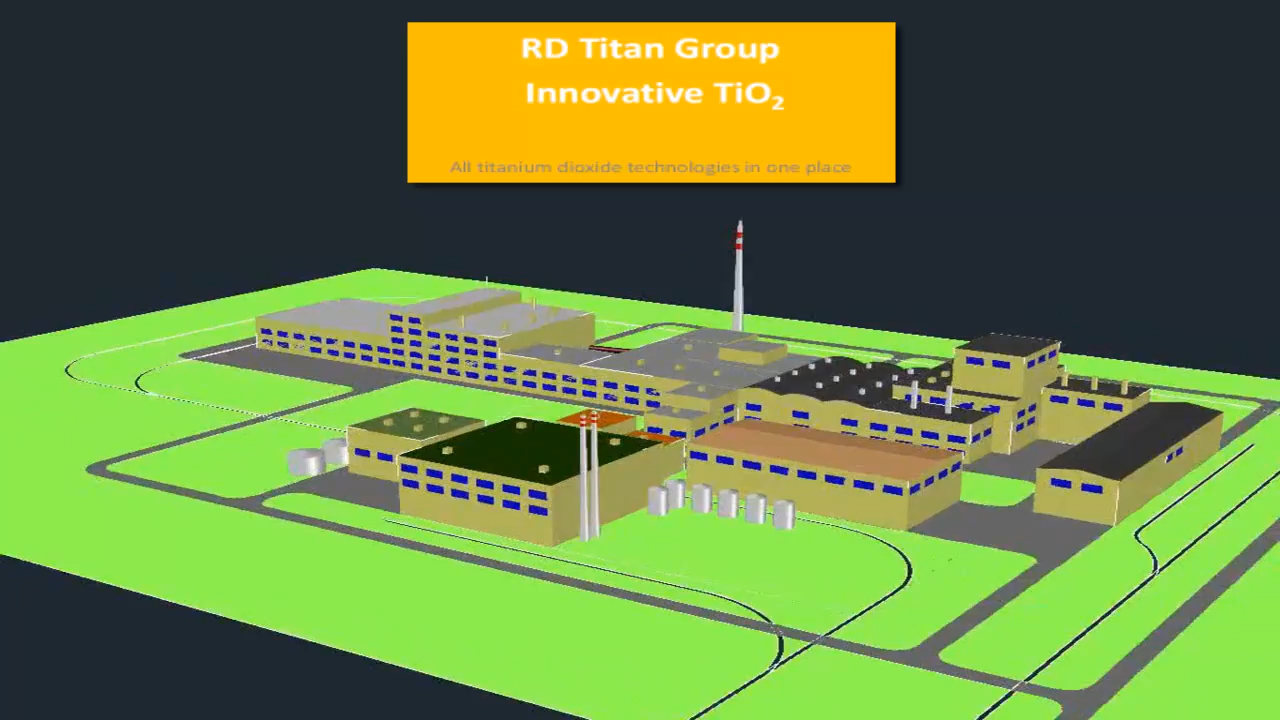 RD Titan Group
Innovative TiO₂
All titanium dioxide technologies in one place